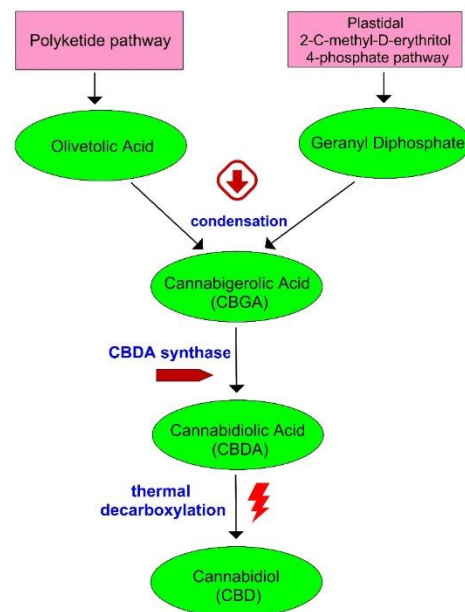 Polyketide pathway
Plastidal
2-C-methyl-D-erythritol
4-phosphate pathway
Olivetolic Acid
Geranyl Diphosphate
condensation
Cannabigerolic Acid
(CBGA)
CBDA synthase
Cannabidiolic Acid
(CBDA)
thermal
decarboxylation
Cannabidiol
(CBD)